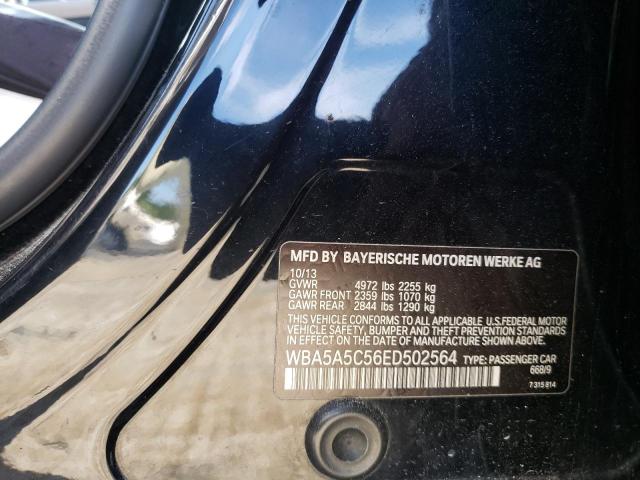 MFD BY BAYERISCHE MOTOREN WERKE AG
10/13
GVWR 4972 lbs 2255 kg
GAWR FRONT 2359 lbs 1070 kg
GAWR REAR 2844 lbs 1290 kg
THIS VEHICLE CONFORMS TO ALL APPLICABLE U.S.FEDERAL MOTOR
VEHICLE SAFETY, BUMPER AND THEFT PREVENTION STANDARDS
IN EFFECT ON THE DATE OF MANUFACTURE SHOWN ABOVE.
WBA5A5C56ED502564 TYPE: PASSENGER CAR
668/9
7 315 814